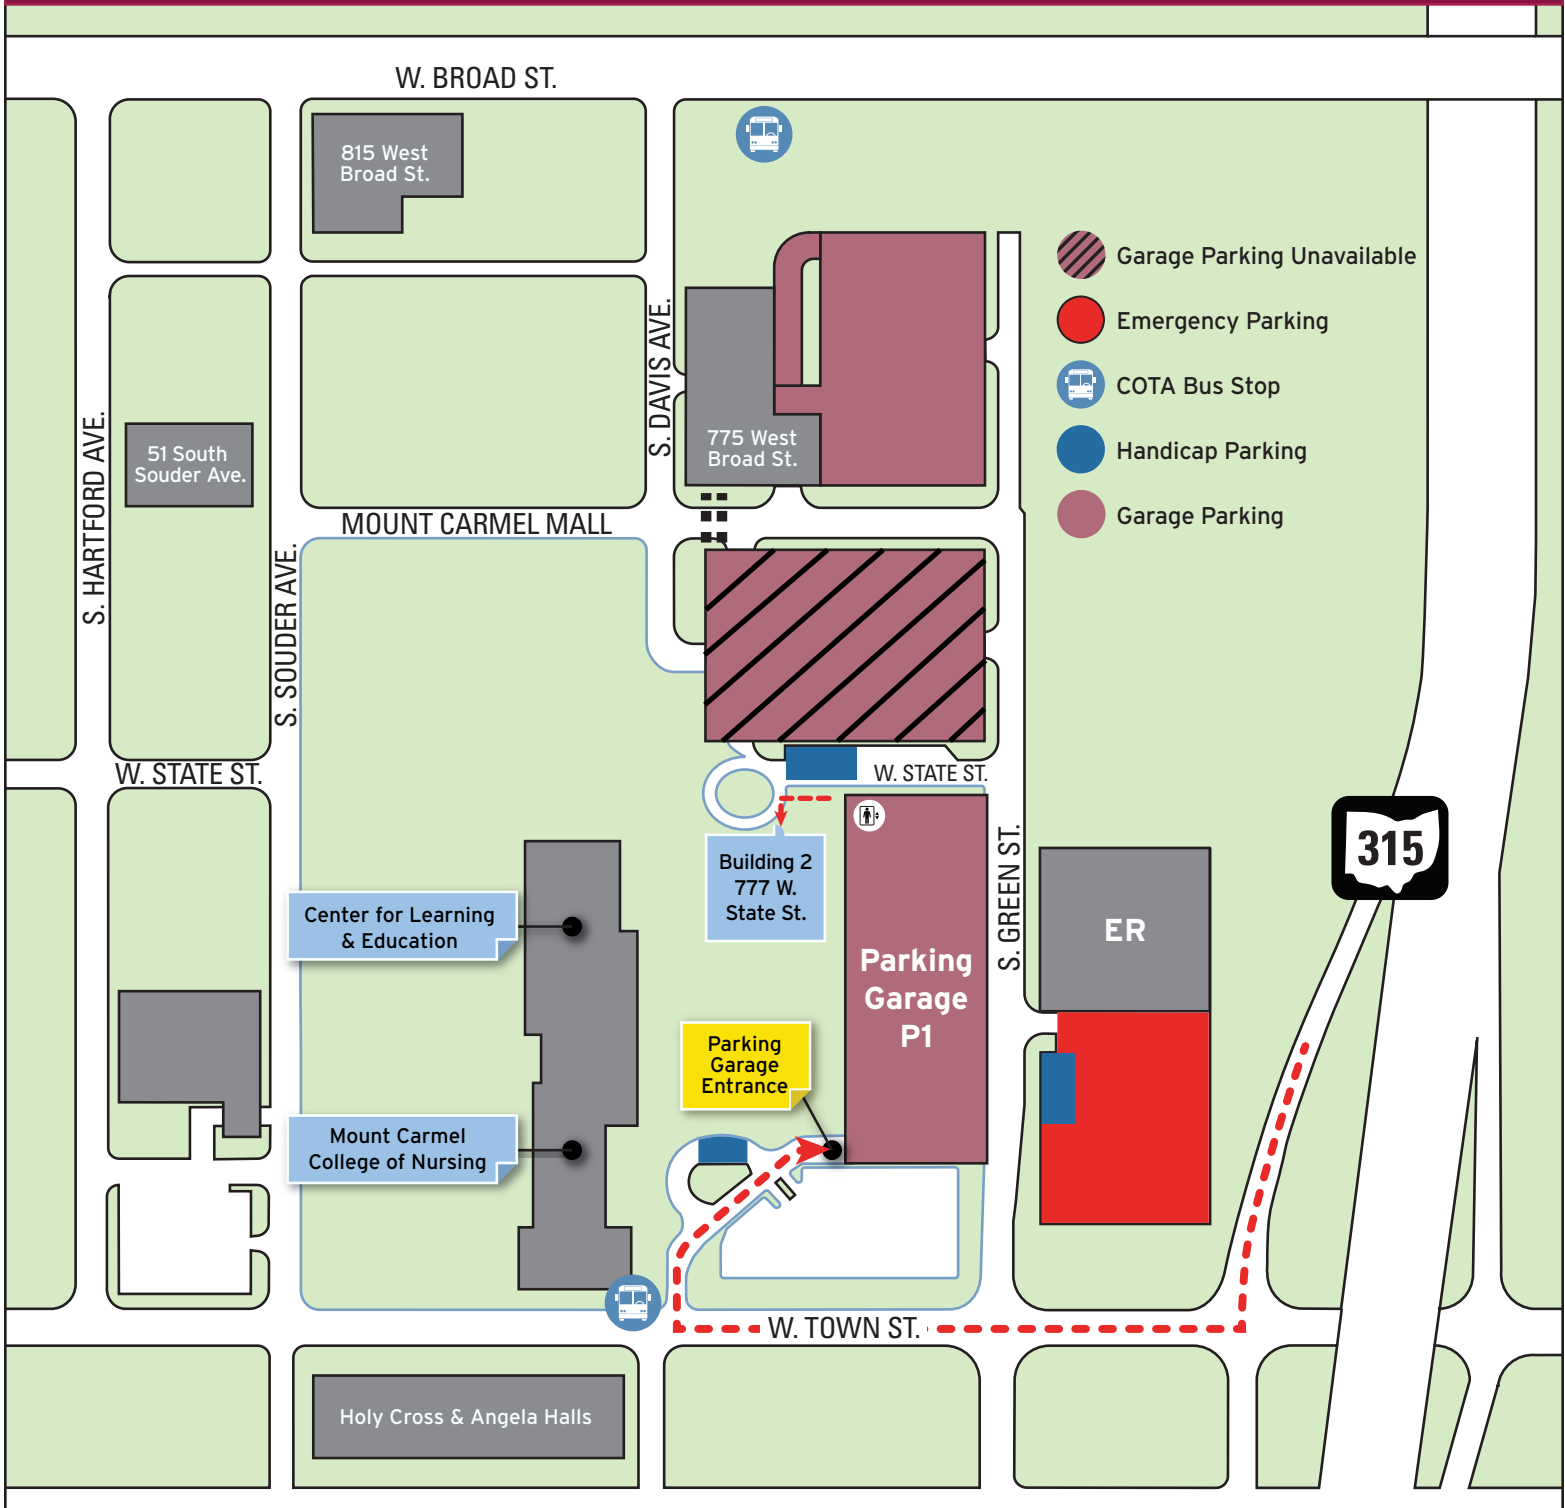 W. BROAD ST.
815 West
Broad St.
Garage Parking Unavailable
Emergency Parking
COTA Bus Stop
Handicap Parking
Garage Parking
S. DAVIS AVE.
775 West
Broad St.
S. HARTFORD AVE.
51 South
Souder Ave.
MOUNT CARMEL MALL
S. SOUDER AVE.
W. STATE ST.
W. STATE ST.
Building 2
777 W.
State St.
S. GREEN ST.
315
ER
Center for Learning
& Education
Parking
Garage
P1
Parking
Garage
Entrance
Mount Carmel
College of Nursing
W. TOWN ST.
Holy Cross & Angela Halls